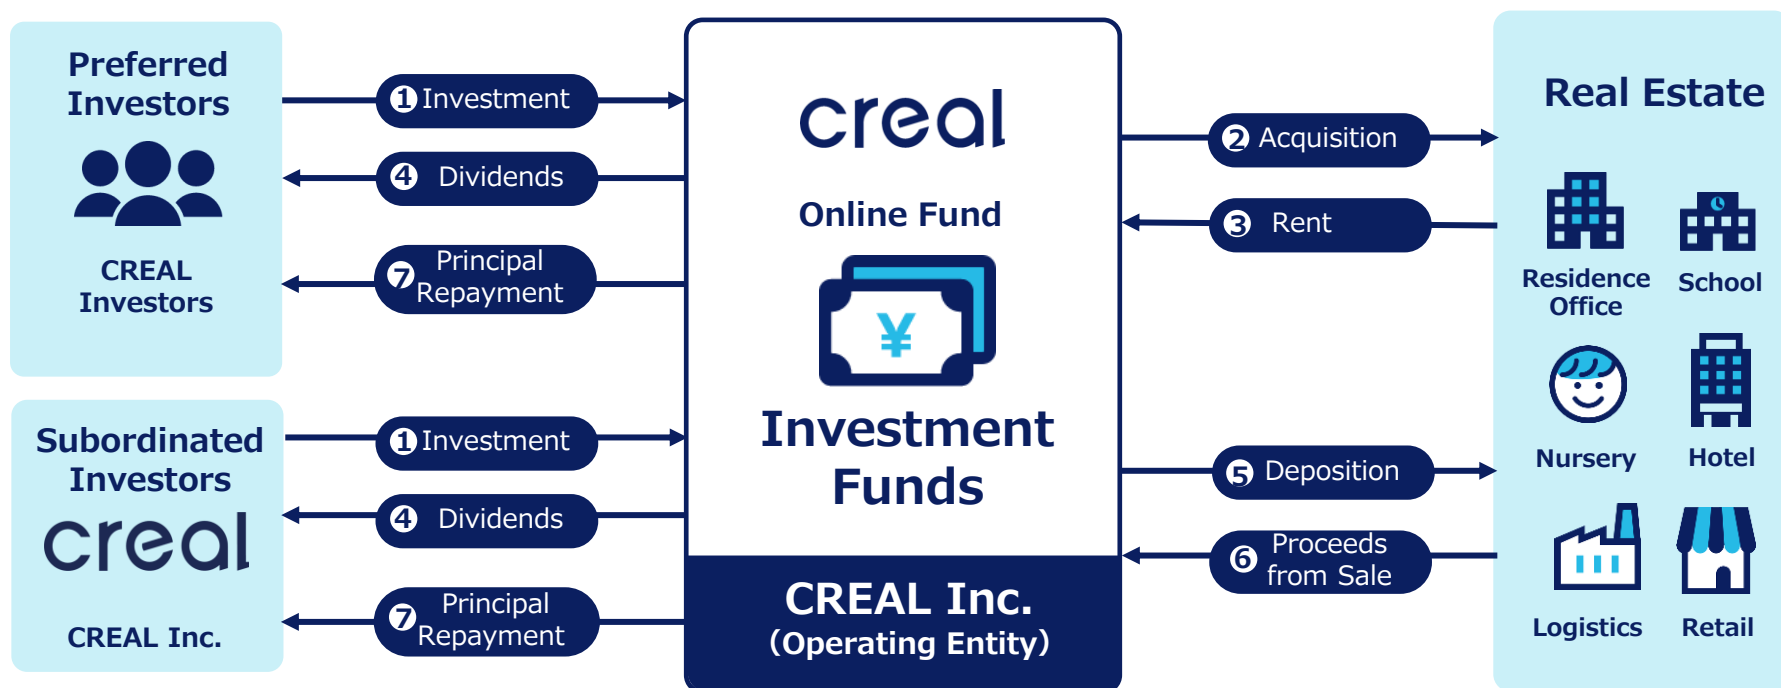 Preferred
Investors
CREAL
Investors
① Investment
④ Dividends
⑦ Principal
Repayment
Subordinated
Investors
creal
CREAL Inc.
① Investment
④ Dividends
⑦ Principal
Repayment
creal
Online Fund
¥
Investment
Funds
CREAL Inc.
(Operating Entity)
② Acquisition
③ Rent
⑤ Deposition
⑥ Proceeds
from Sale
Real Estate
Residence
Office
School
Nursery
Hotel
Logistics
Retail